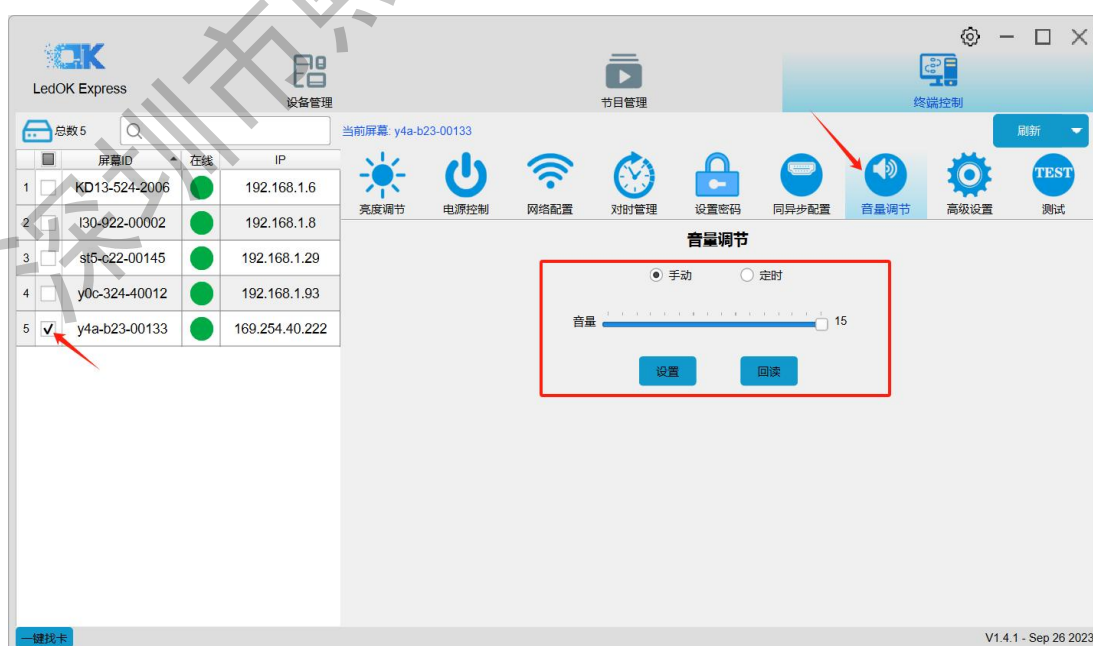 LedOK Express
设备管理
节目管理
终端控制
总数 5
当前屏幕: y4a-b23-00133
刷新
屏幕ID 在线 IP
1 KD13-524-2006 192.168.1.6
2 l30-922-00002 192.168.1.8
3 st5-c22-00145 192.168.1.29
4 y0c-324-40012 192.168.1.93
5 y4a-b23-00133 169.254.40.222
亮度调节 电源控制 网络配置 对时管理 设置密码 同异步配置 音量调节 高级设置 测试
TEST
音量调节
手动 定时
音量 15
设置 回读
一键找卡
V1.4.1 - Sep 26 2023
深圳市